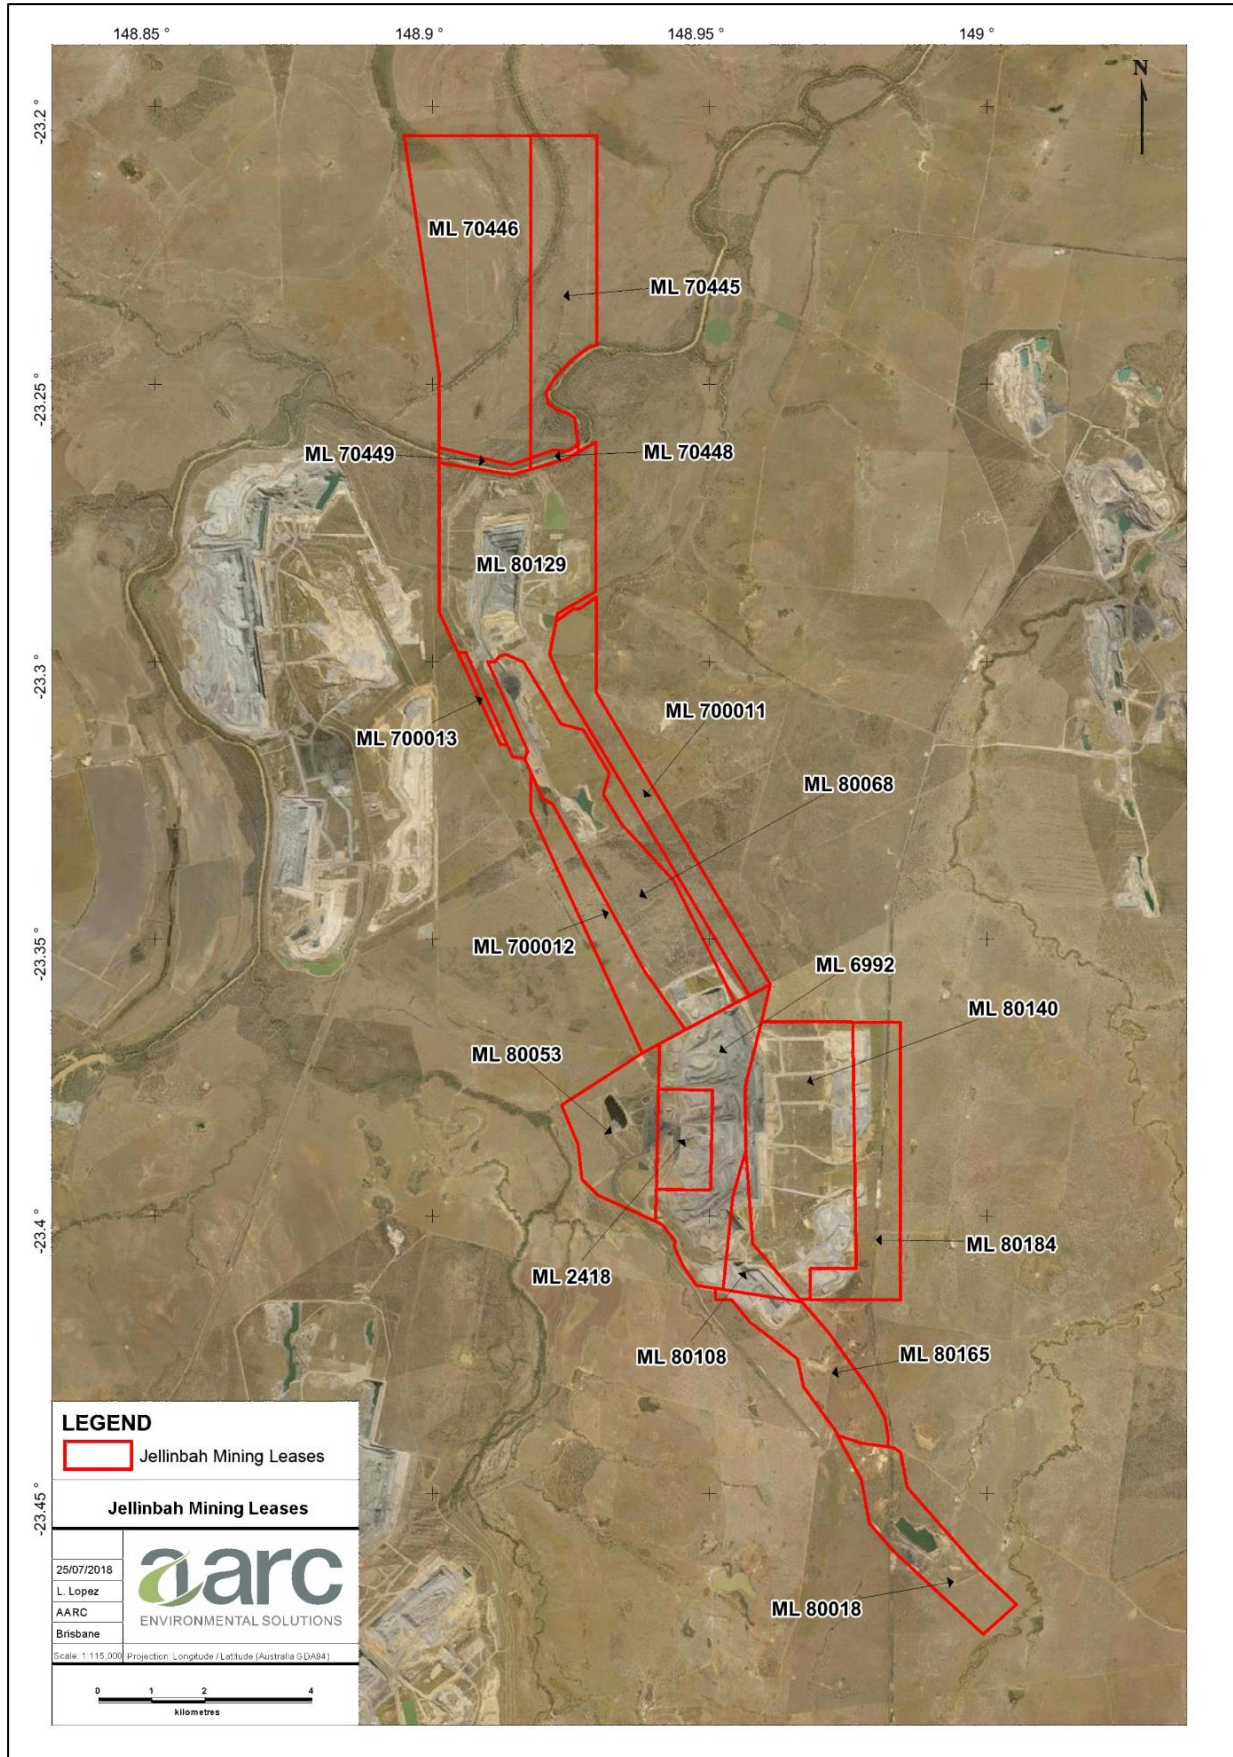 148.85 °
148.9 °
148.95 °
149 °
N
-23.2 °
ML 70446
ML 70445
-23.25 °
ML 70449
ML 70448
ML 80129
-23.3 °
ML 700011
ML 700013
ML 80068
ML 700012
-23.35 °
ML 6992
ML 80140
ML 80053
-23.4 °
ML 80184
ML 2418
ML 80108
ML 80165
-23.45 °
ML 80018
LEGEND
Jellinbah Mining Leases
Jellinbah Mining Leases
25/07/2018
L. Lopez
AARC
Brisbane
aarc
ENVIRONMENTAL SOLUTIONS
Scale: 1:115,000
Projection: Longitude / Latitude (Australia GDA94)
0 1 2 4
kilometres